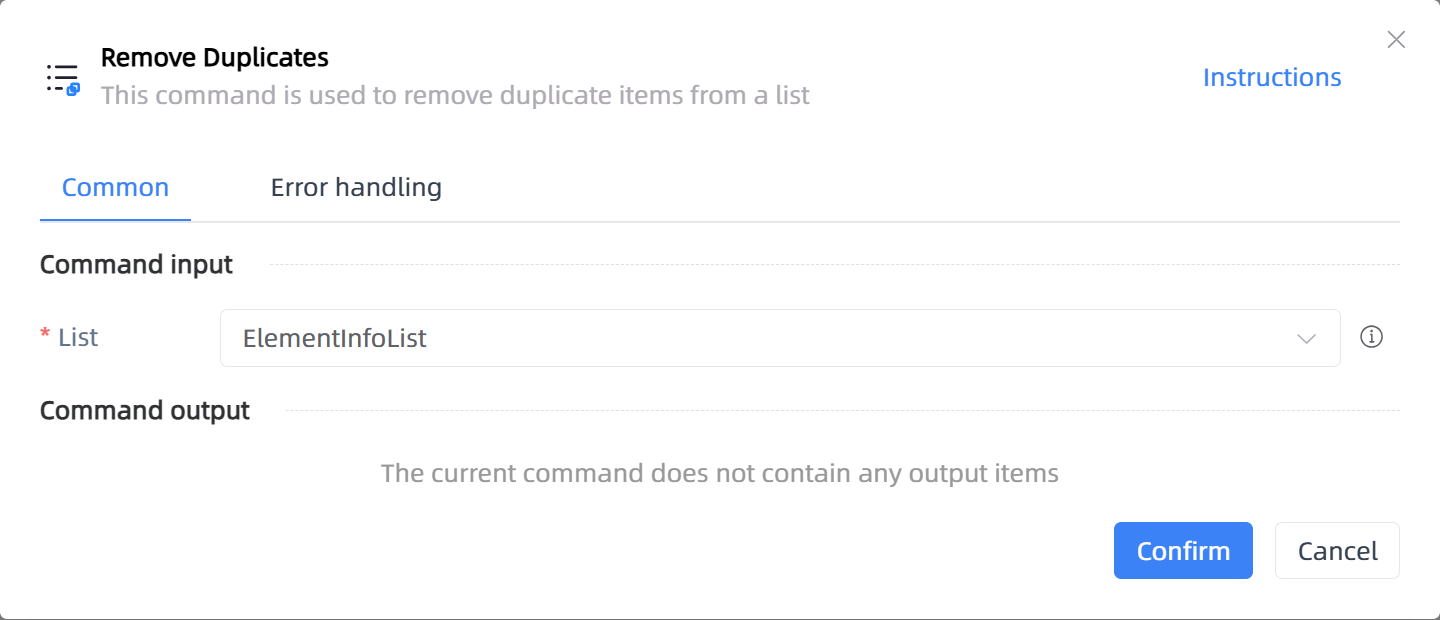 Remove Duplicates
This command is used to remove duplicate items from a list
Instructions
Common
Error handling
Command input
* List
ElementInfoList
Command output
The current command does not contain any output items
Confirm
Cancel